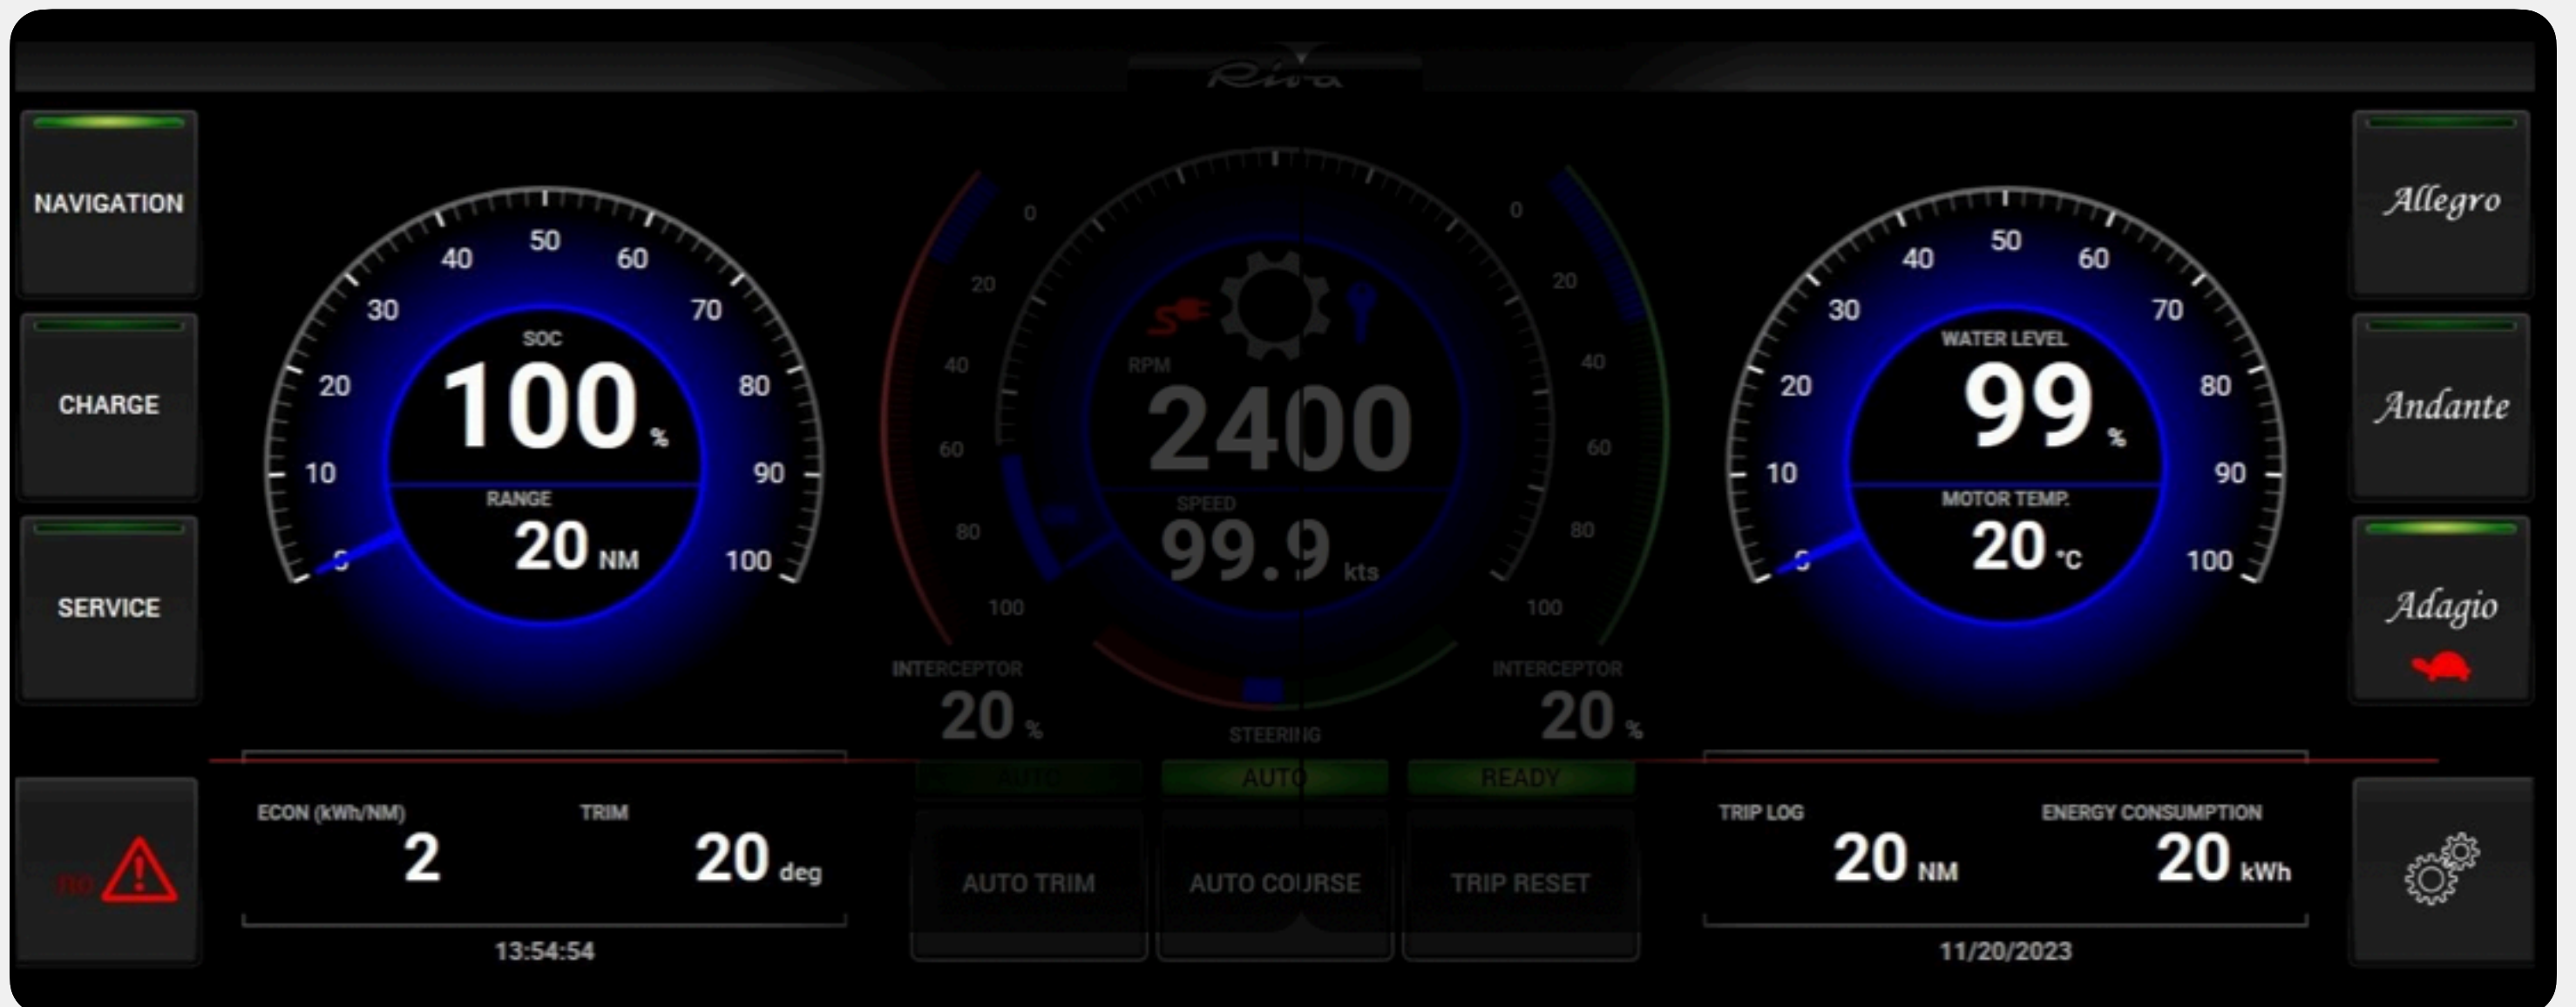 Riva
NAVIGATION
CHARGE
SERVICE
0
10
20
30
40
50
60
70
80
90
100
SOC
100 %
RANGE
20 NM
0
20
40
60
80
100
INTERCEPTOR
20 %
RPM
2400
SPEED
99.9 kts
STEERING
0
20
40
60
80
100
INTERCEPTOR
20 %
0
10
20
30
40
50
60
70
80
90
100
WATER LEVEL
99 %
MOTOR TEMP.
20 °C
Allegro
Andante
Adagio
ECON (kWh/NM)
2
TRIM
20 deg
13:54:54
AUTO
AUTO TRIM
AUTO
AUTO COURSE
READY
TRIP RESET
TRIP LOG
20 NM
ENERGY CONSUMPTION
20 kWh
11/20/2023